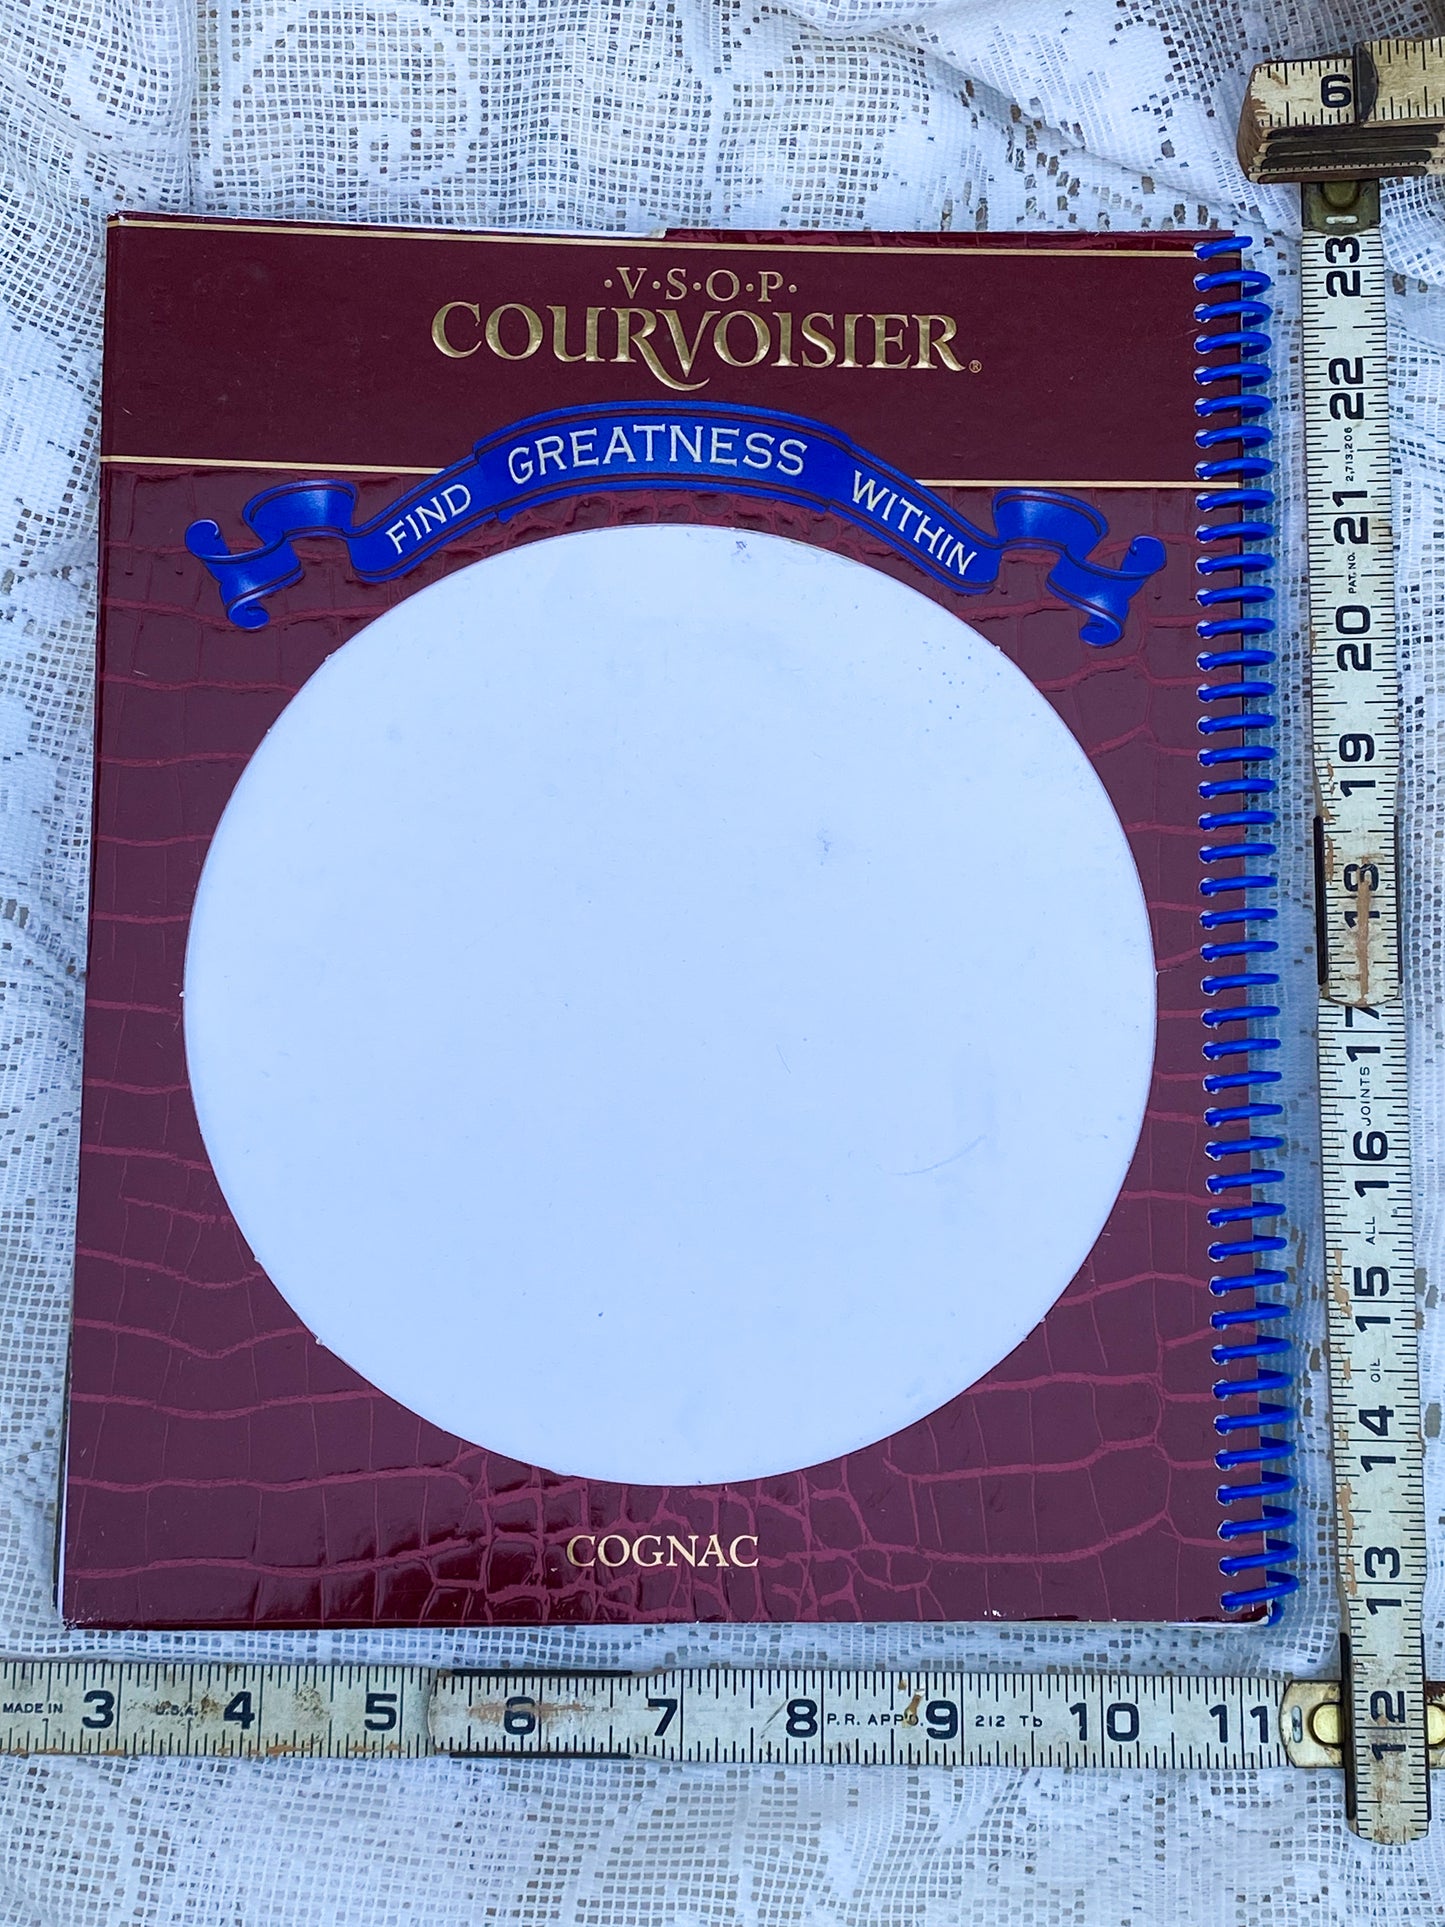 ·V·S·O·P·
COURVOISIER®
FIND GREATNESS WITHIN
COGNAC
6
23
22
2,713,206
21
PAT. NO.
20
19
18
17
JOINTS
16
ALL
15
OIL
14
13
12
MADE IN 3 U.S.A. 4 5 6 7 8 P.R. APP'D. 9 212 Tb 10 11